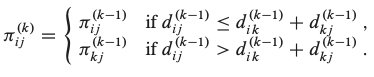 π_{ij}^{(k−1)} if d_{ij}^{(k−1)} ≤ d_{ik}^{(k−1)} + d_{kj}^{(k−1)} ,
π_{ij}^{(k)} = {
π_{kj}^{(k−1)} if d_{ij}^{(k−1)} > d_{ik}^{(k−1)} + d_{kj}^{(k−1)} .